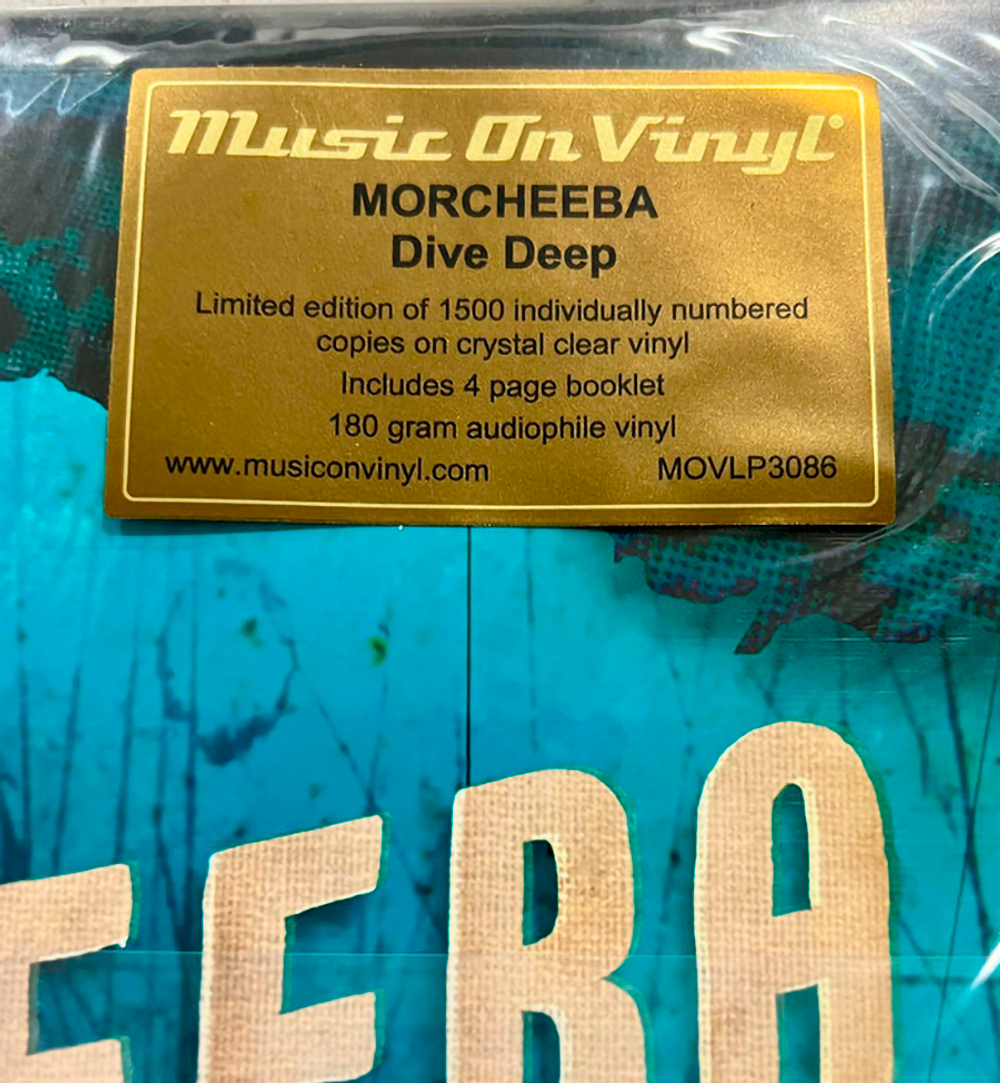 Music On Vinyl®
MORCHEEBA
Dive Deep
Limited edition of 1500 individually numbered
copies on crystal clear vinyl
Includes 4 page booklet
180 gram audiophile vinyl
www.musiconvinyl.com MOVLP3086
EEBA